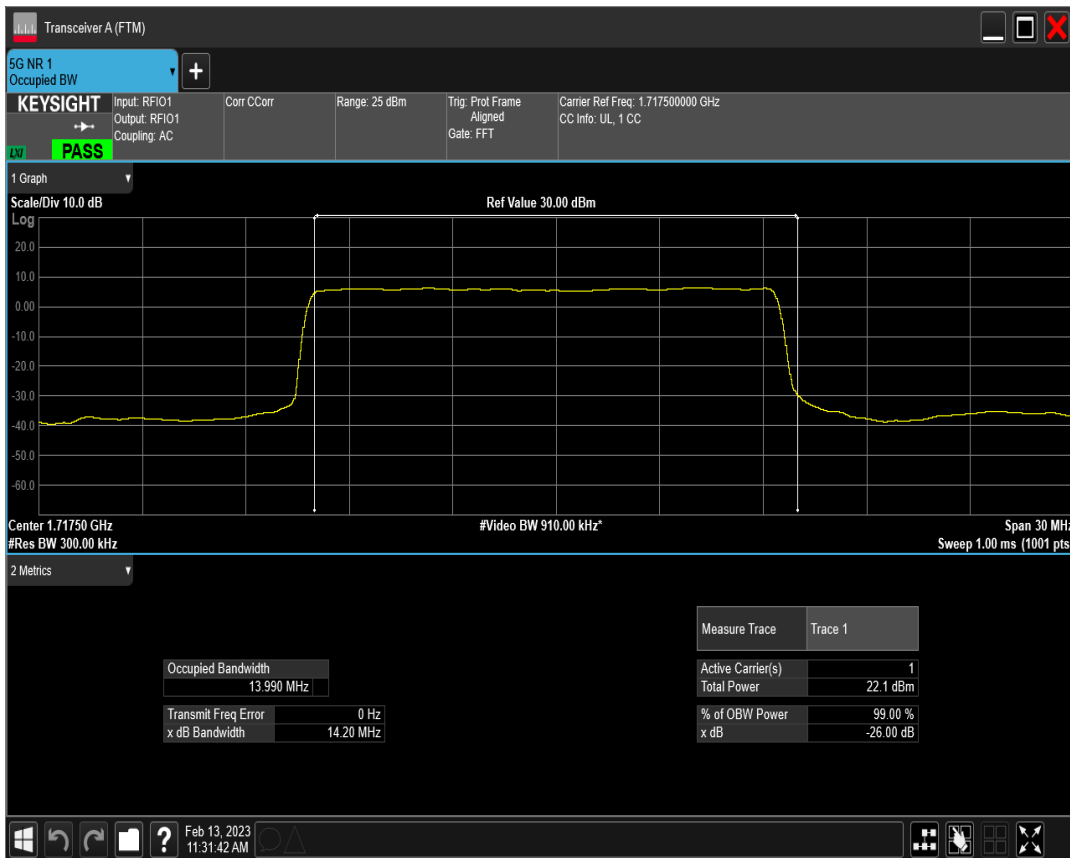 Transceiver A (FTM)
5G NR 1
Occupied BW
+
KEYSIGHT
LXI
PASS
Input: RFIO1
Output: RFIO1
Coupling: AC
Corr CCorr
Range: 25 dBm
Trig: Prot Frame
Aligned
Gate: FFT
Carrier Ref Freq: 1.717500000 GHz
CC Info: UL, 1 CC
1 Graph
Scale/Div 10.0 dB
Ref Value 30.00 dBm
Log
20.0
10.0
0.00
-10.0
-20.0
-30.0
-40.0
-50.0
-60.0
Center 1.71750 GHz
#Video BW 910.00 kHz*
Span 30 MHz
#Res BW 300.00 kHz
Sweep 1.00 ms (1001 pts
2 Metrics
Measure Trace Trace 1
Occupied Bandwidth
13.990 MHz
Active Carrier(s) 1
Total Power 22.1 dBm
Transmit Freq Error 0 Hz
x dB Bandwidth 14.20 MHz
% of OBW Power 99.00 %
x dB -26.00 dB
?
Feb 13, 2023
11:31:42 AM